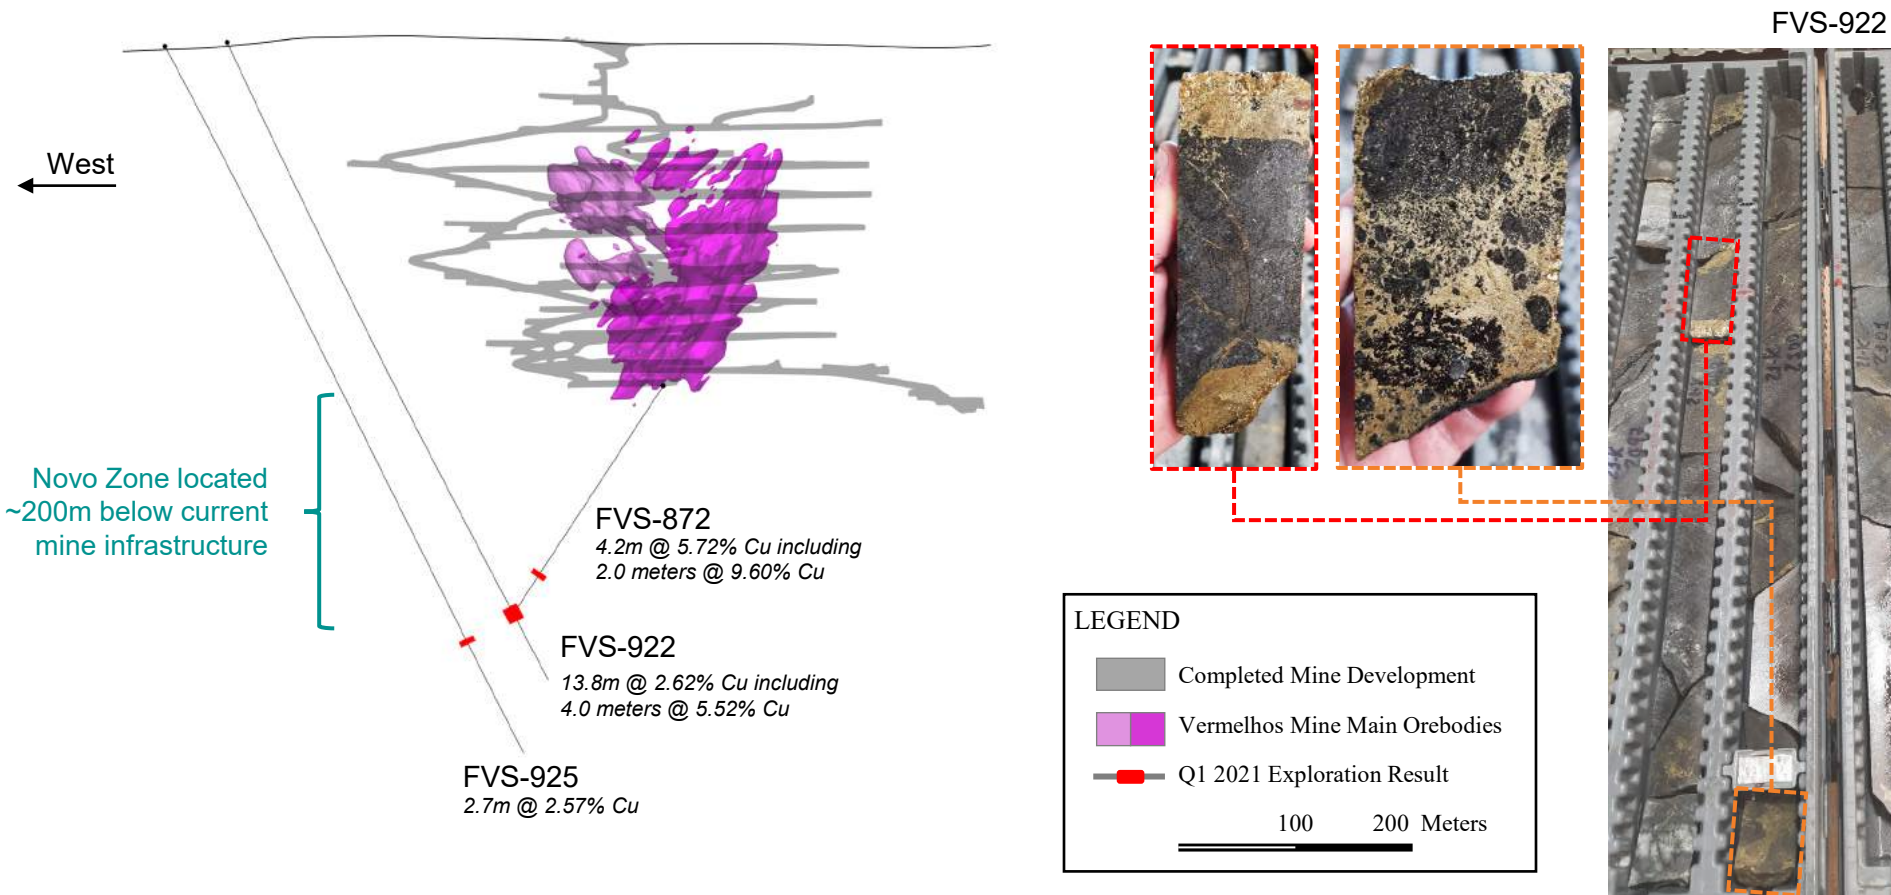 FVS-922
West
Novo Zone located
~200m below current
mine infrastructure
FVS-872
4.2m @ 5.72% Cu including
2.0 meters @ 9.60% Cu
FVS-922
13.8m @ 2.62% Cu including
4.0 meters @ 5.52% Cu
FVS-925
2.7m @ 2.57% Cu
LEGEND
Completed Mine Development
Vermelhos Mine Main Orebodies
Q1 2021 Exploration Result
100 200 Meters